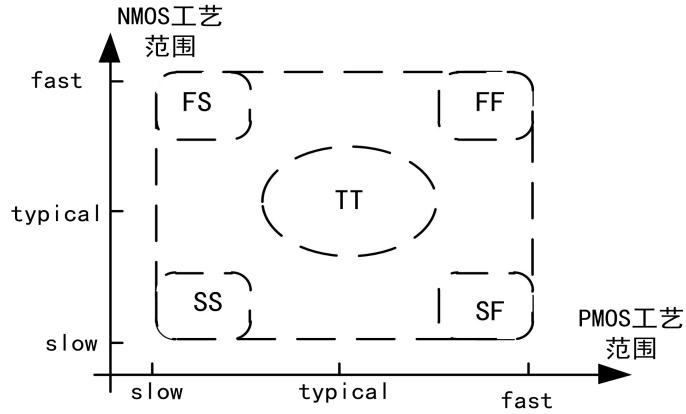 NMOS工艺
范围
fast
FS
FF
TT
typical
SS
SF
slow
PMOS工艺
范围
slow
typical
fast